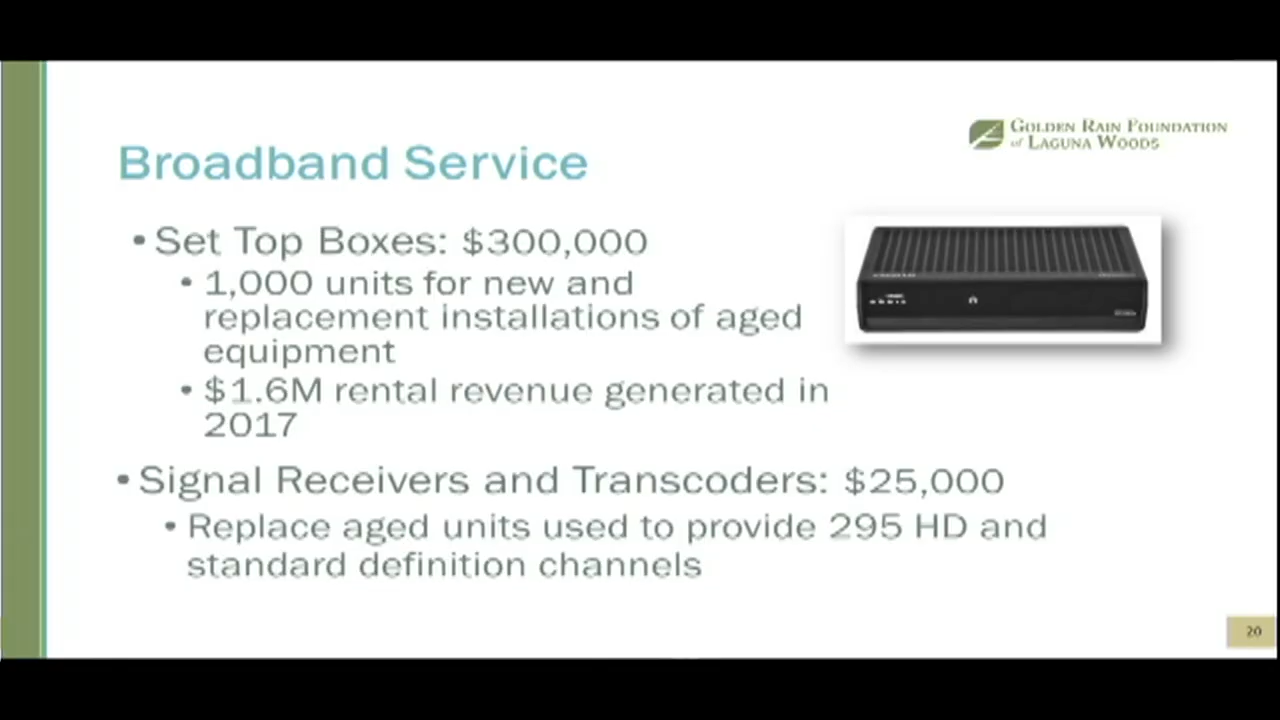 GOLDEN RAIN FOUNDATION
of LAGUNA WOODS
Broadband Service
• Set Top Boxes: $300,000
• 1,000 units for new and
replacement installations of aged
equipment
• $1.6M rental revenue generated in
2017
• Signal Receivers and Transcoders: $25,000
• Replace aged units used to provide 295 HD and
standard definition channels
20